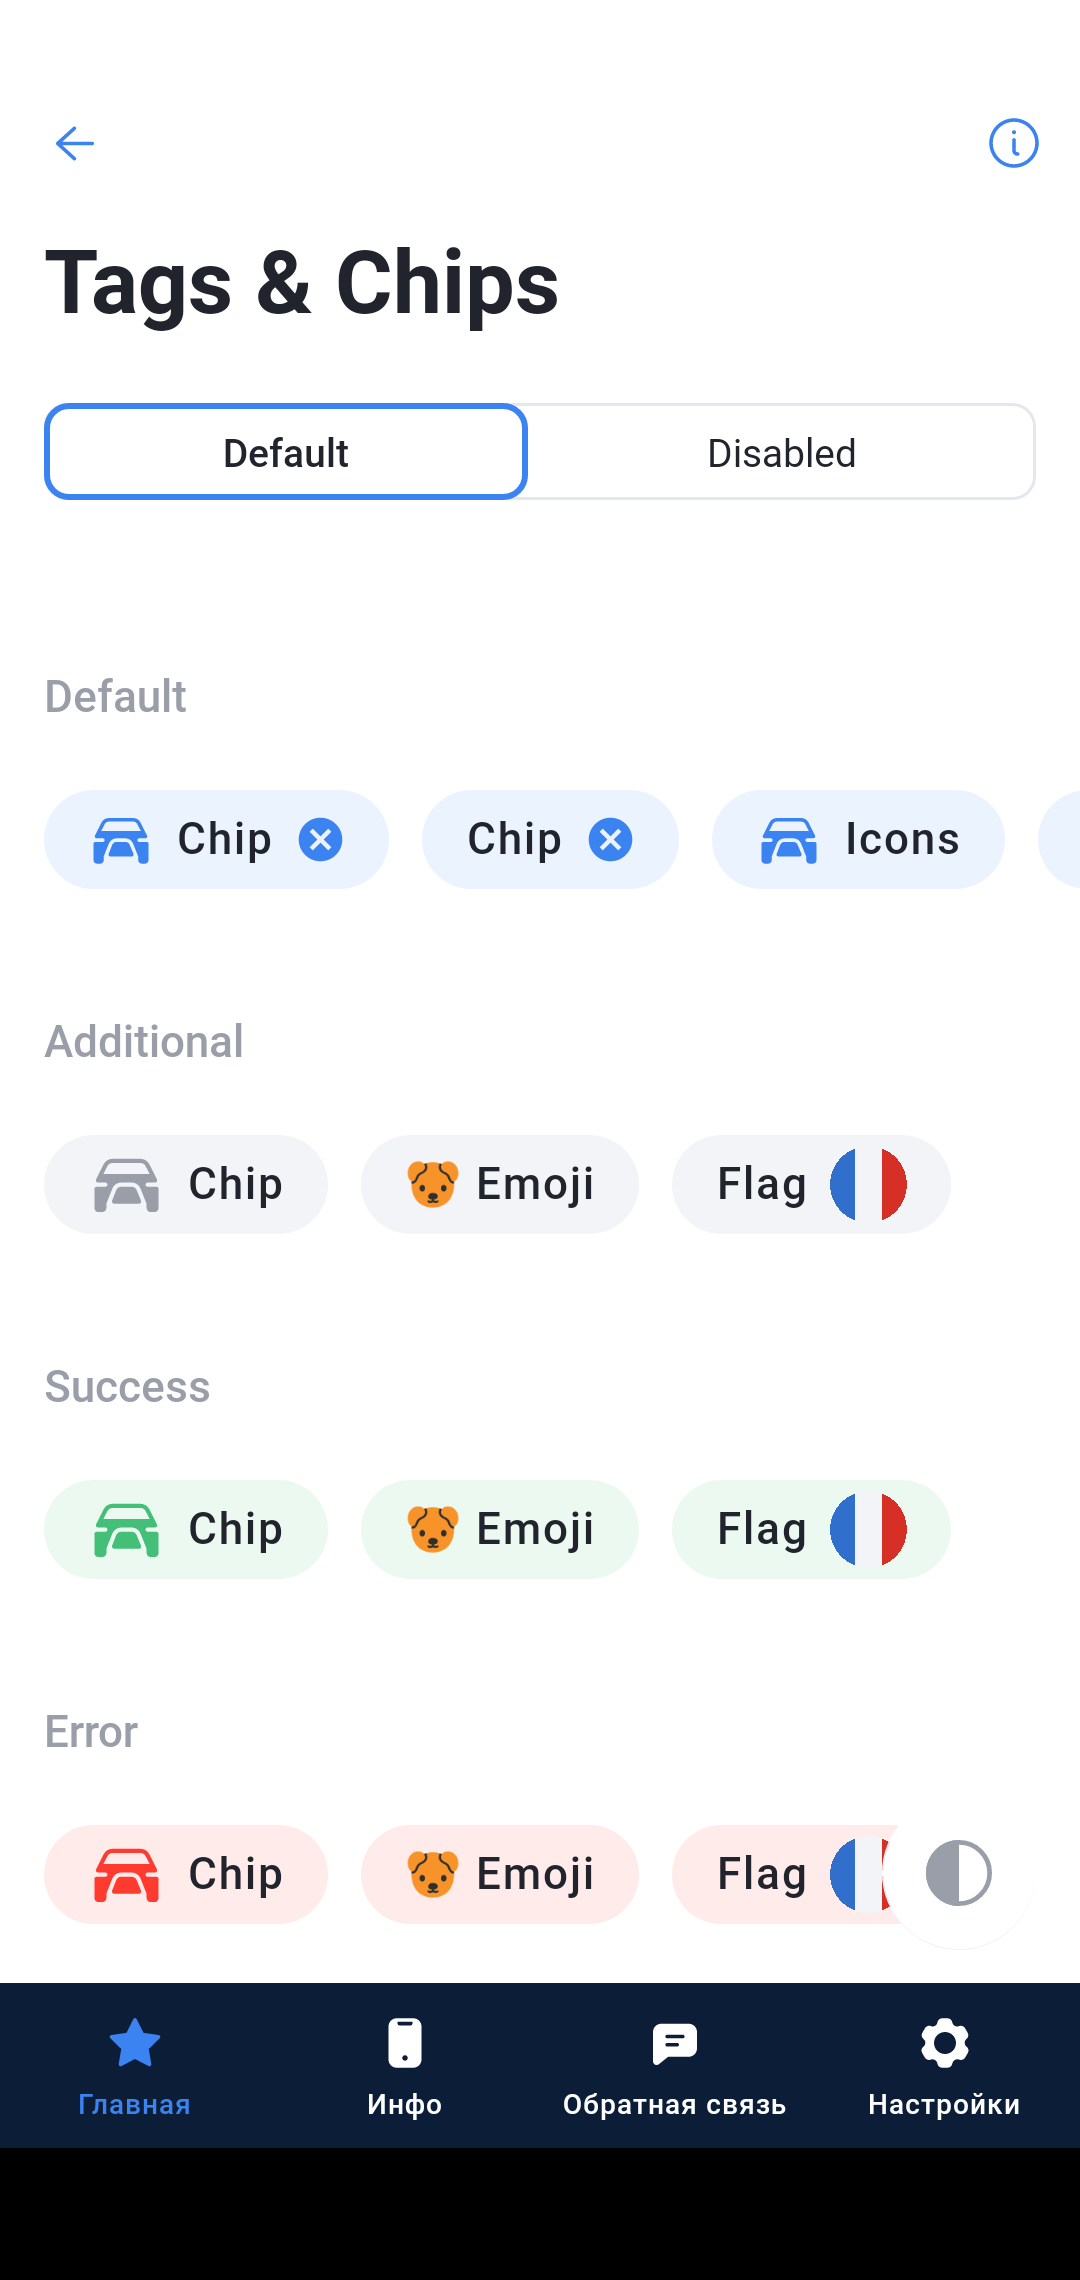 Tags & Chips
Default Disabled
Default
Chip Chip Icons
Additional
Chip Emoji Flag
Success
Chip Emoji Flag
Error
Chip Emoji Flag
Главная Инфо Обратная связь Настройки